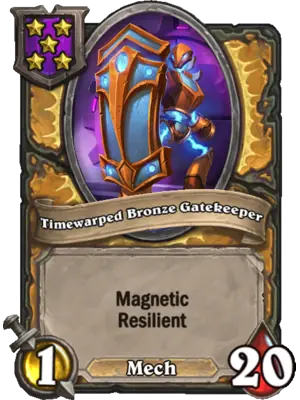 Timewarped Bronze Gatekeeper
Magnetic
Resilient
1
Mech
20